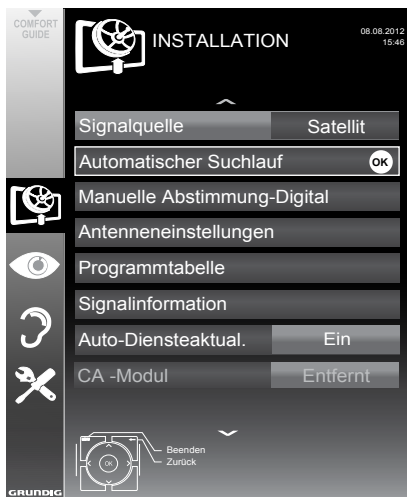 COMFORT
GUIDE
INSTALLATION
08.08.2012
15:46
Signalquelle Satellit
Automatischer Suchlauf OK
Manuelle Abstimmung-Digital
Antenneneinstellungen
Programmtabelle
Signalinformation
Auto-Diensteaktual. Ein
CA -Modul Entfernt
OK
Beenden
Zurück
GRUNDIG